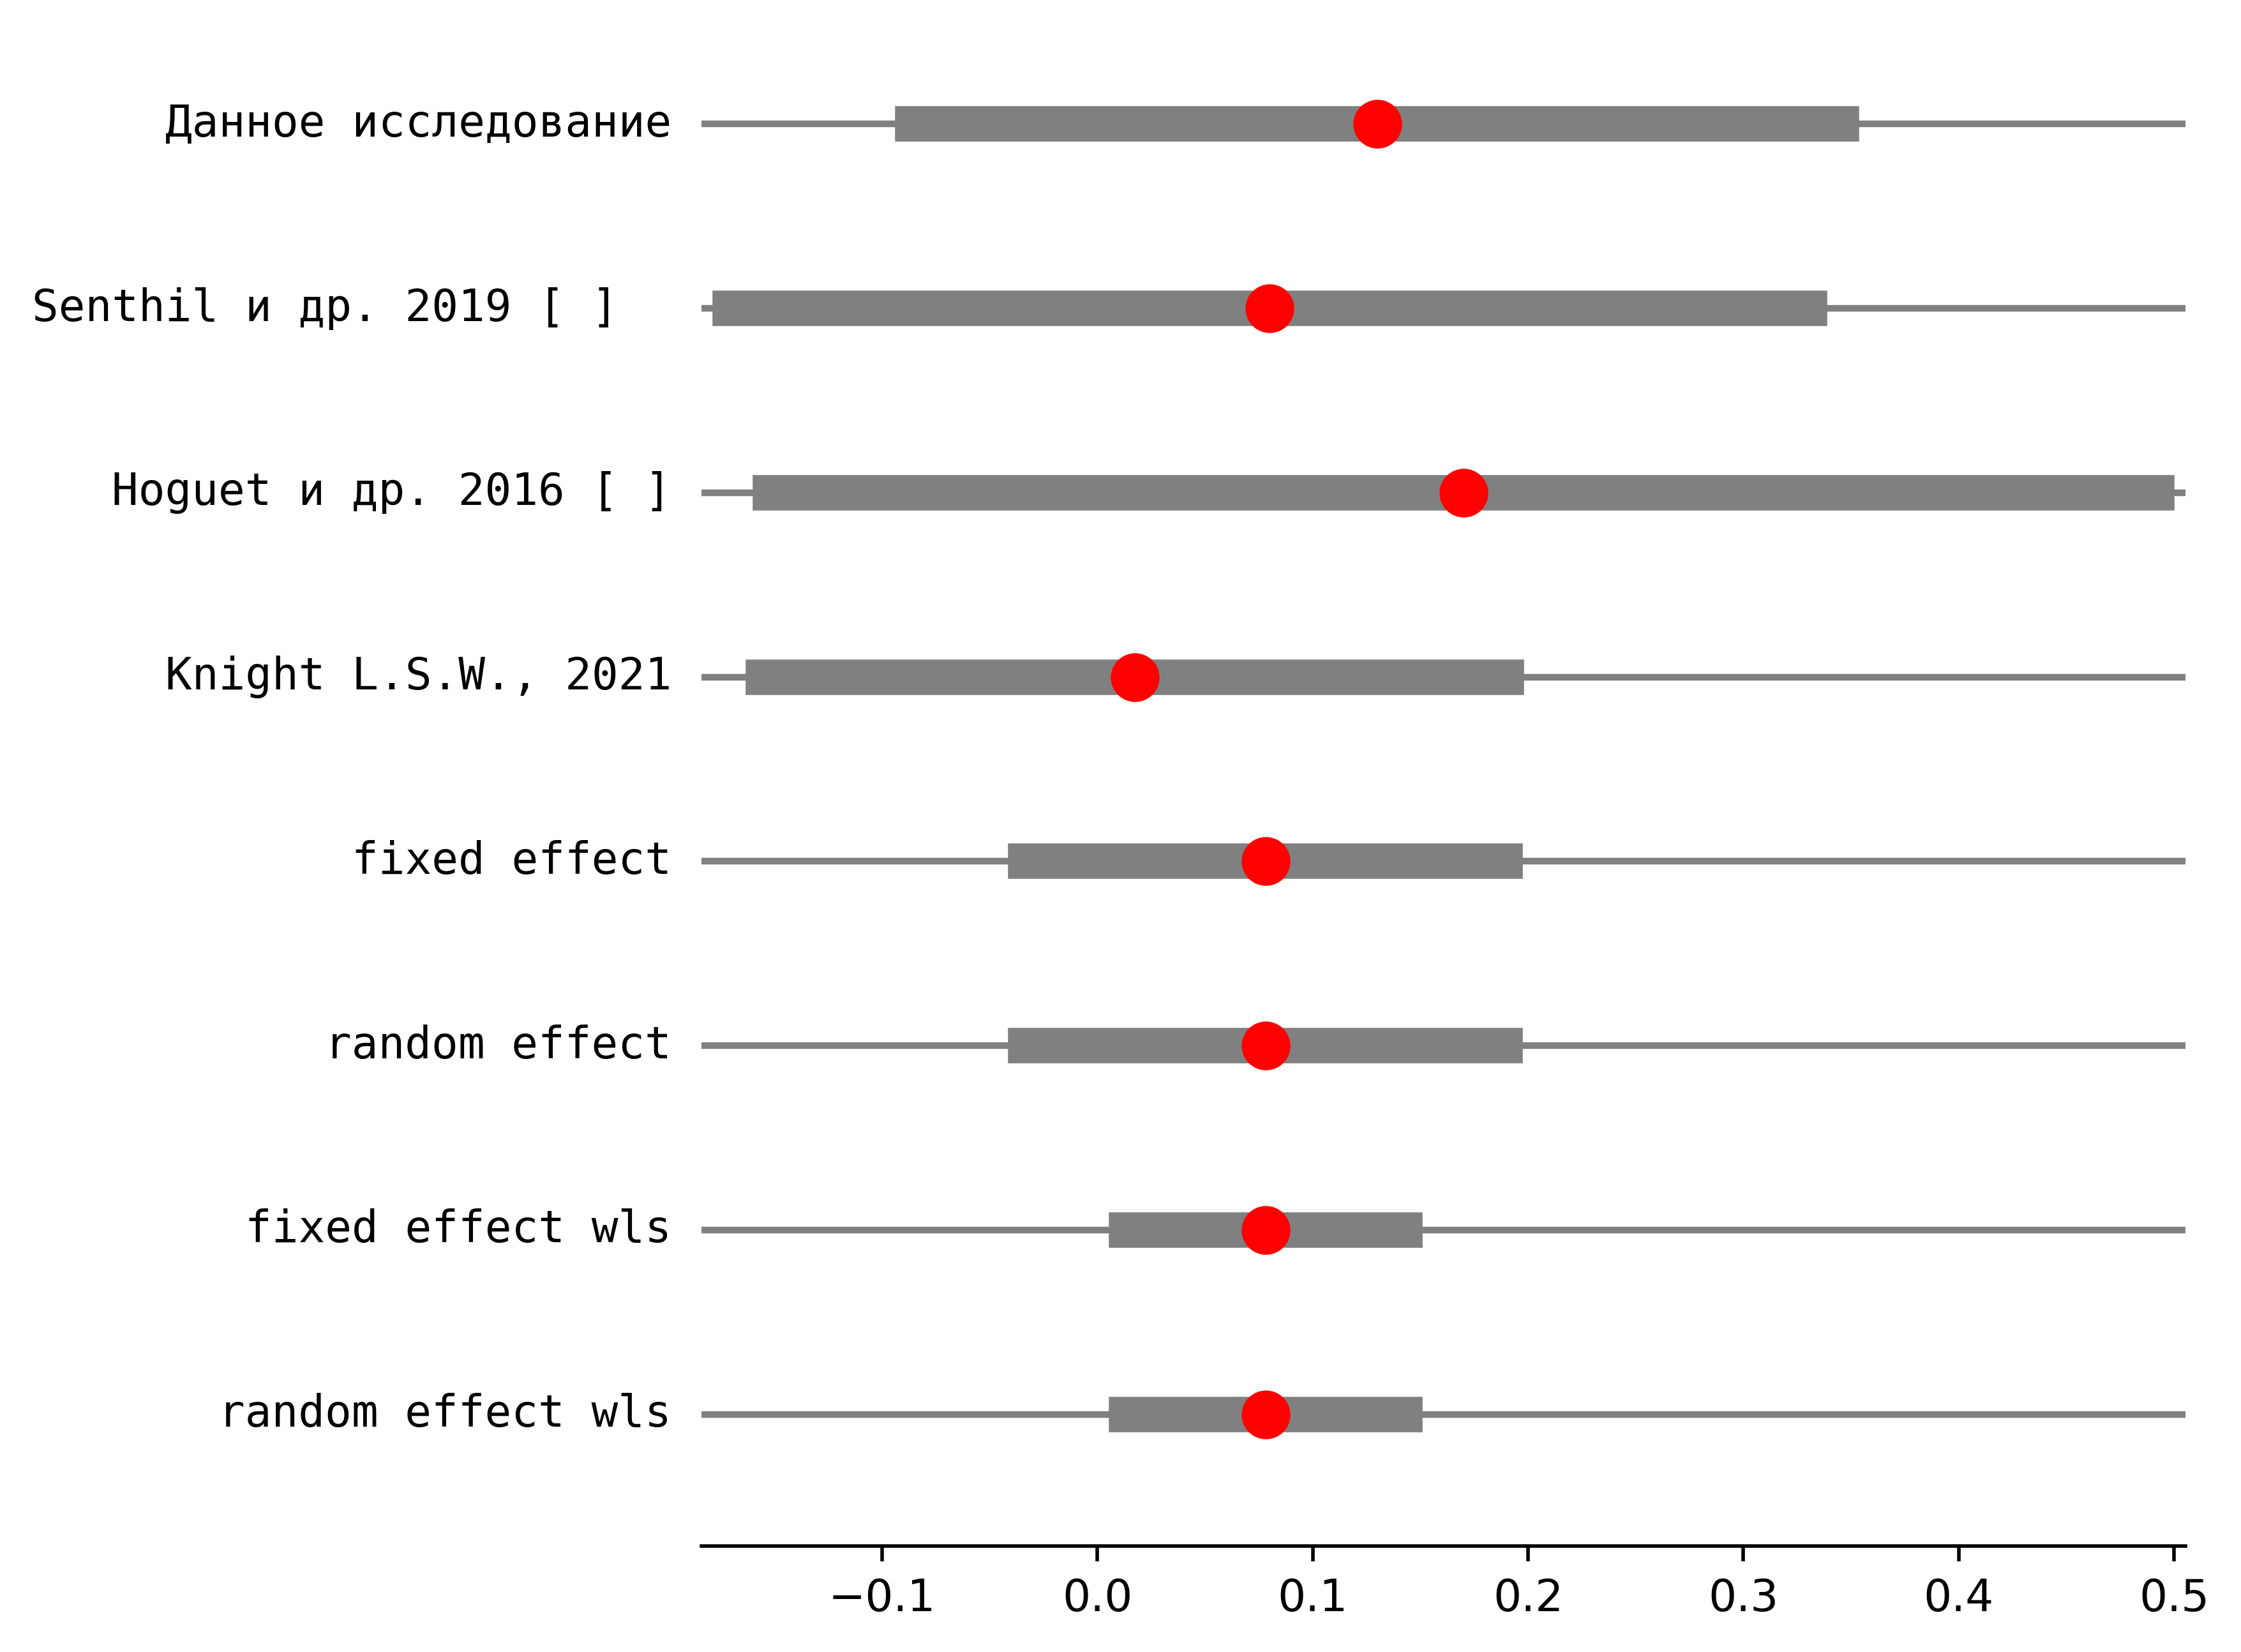 Данное исследование
Senthil и др. 2019 [ ]
Hoguet и др. 2016 [ ]
Knight L.S.W., 2021
fixed effect
random effect
fixed effect wls
random effect wls
−0.1 0.0 0.1 0.2 0.3 0.4 0.5